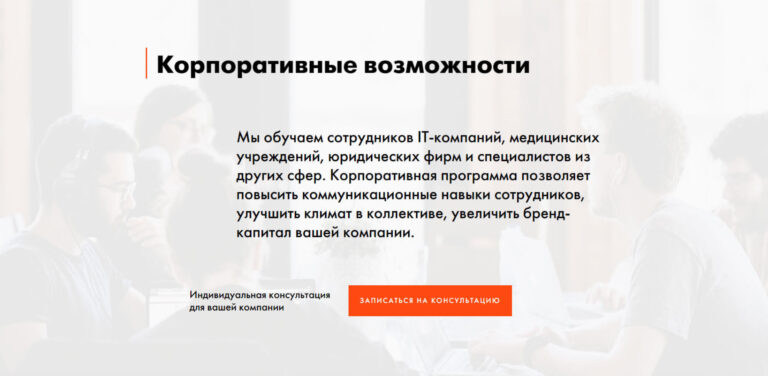 Корпоративные возможности
Мы обучаем сотрудников IT-компаний, медицинских
учреждений, юридических фирм и специалистов из
других сфер. Корпоративная программа позволяет
повысить коммуникационные навыки сотрудников,
улучшить климат в коллективе, увеличить бренд-
капитал вашей компании.
Индивидуальная консультация
для вашей компании
ЗАПИСАТЬСЯ НА КОНСУЛЬТАЦИЮ